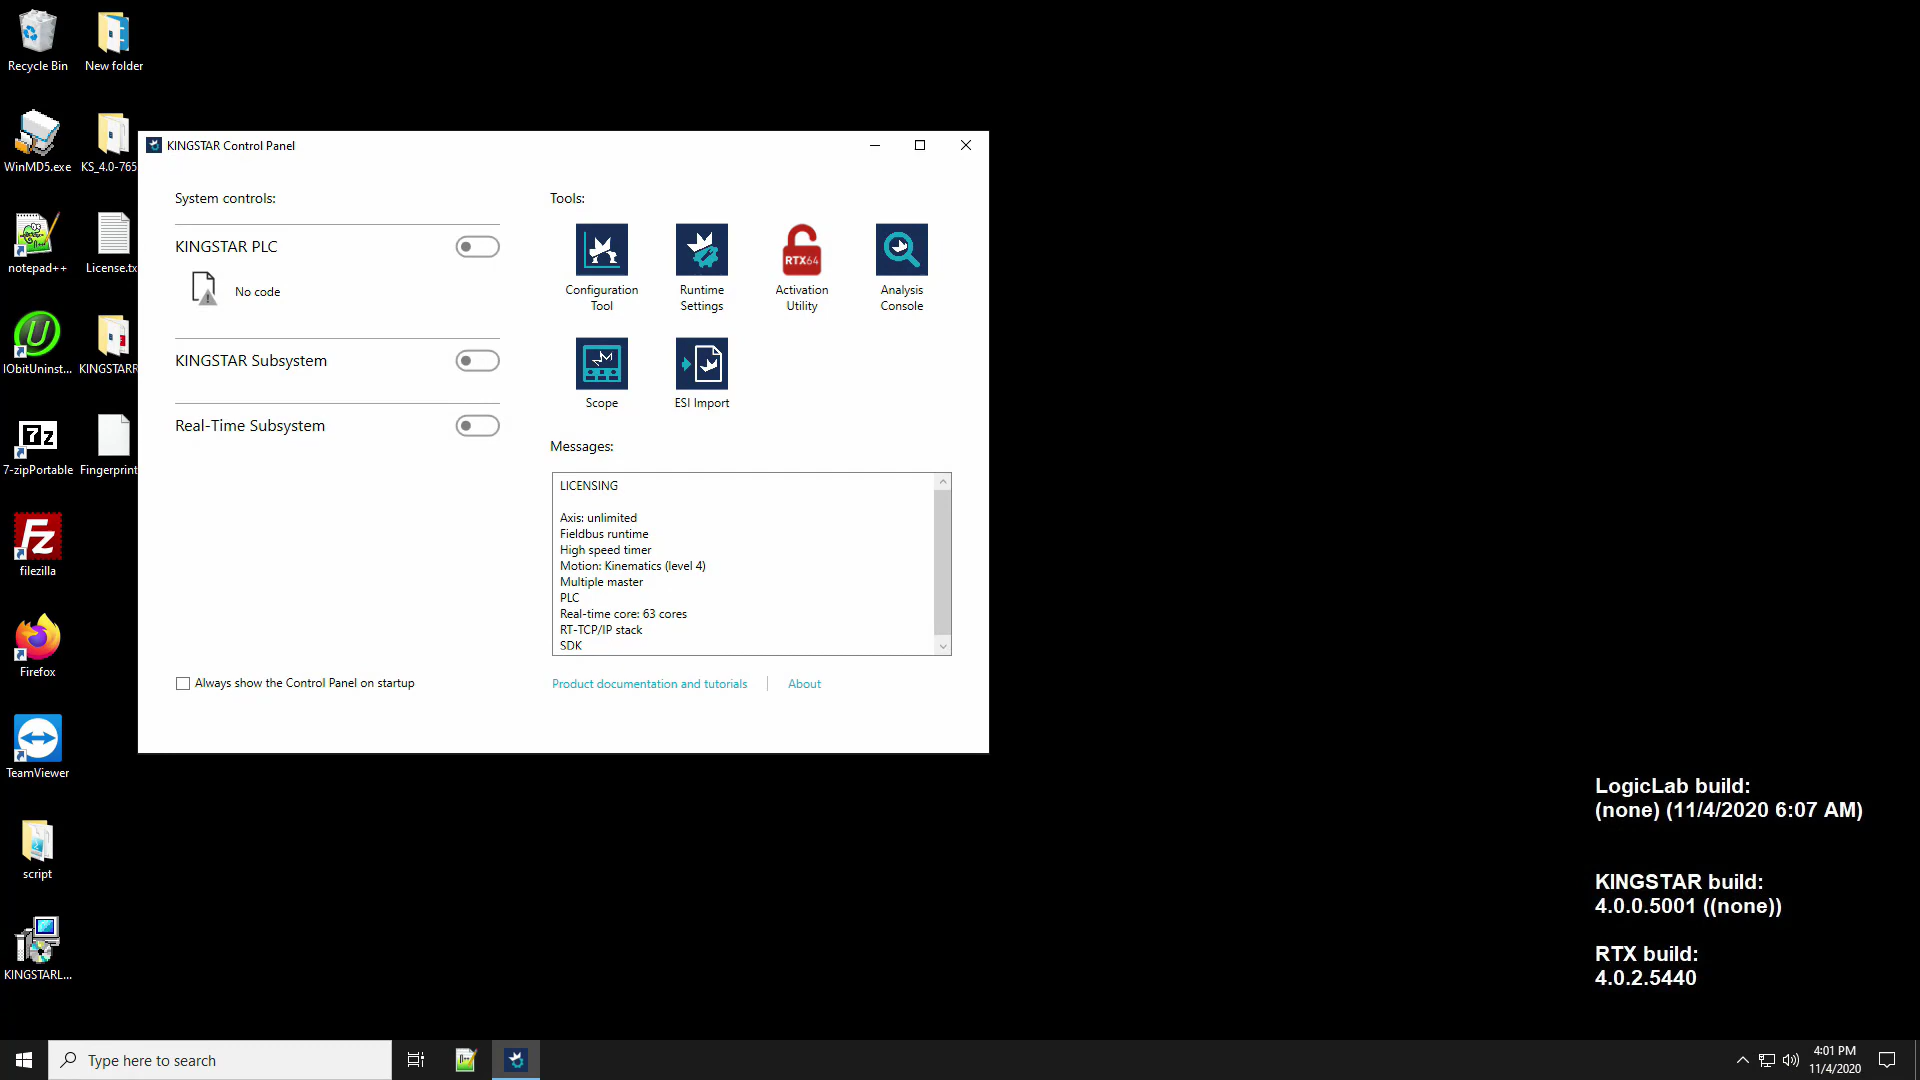 Recycle Bin
New folder
WinMD5.exe
KS_4.0-765
notepad++
License.tx
IObitUninst...
KINGSTARR
7-zipPortable
Fingerprint
filezilla
Firefox
TeamViewer
script
KINGSTARL...
KINGSTAR Control Panel
System controls:
KINGSTAR PLC
No code
KINGSTAR Subsystem
Real-Time Subsystem
Always show the Control Panel on startup
Tools:
Configuration
Tool
Runtime
Settings
RTX64
Activation
Utility
Analysis
Console
Scope
ESI Import
Messages:
LICENSING
Axis: unlimited
Fieldbus runtime
High speed timer
Motion: Kinematics (level 4)
Multiple master
PLC
Real-time core: 63 cores
RT-TCP/IP stack
SDK
Product documentation and tutorials
About
LogicLab build:
(none) (11/4/2020 6:07 AM)
KINGSTAR build:
4.0.0.5001 ((none))
RTX build:
4.0.2.5440
Type here to search
4:01 PM
11/4/2020